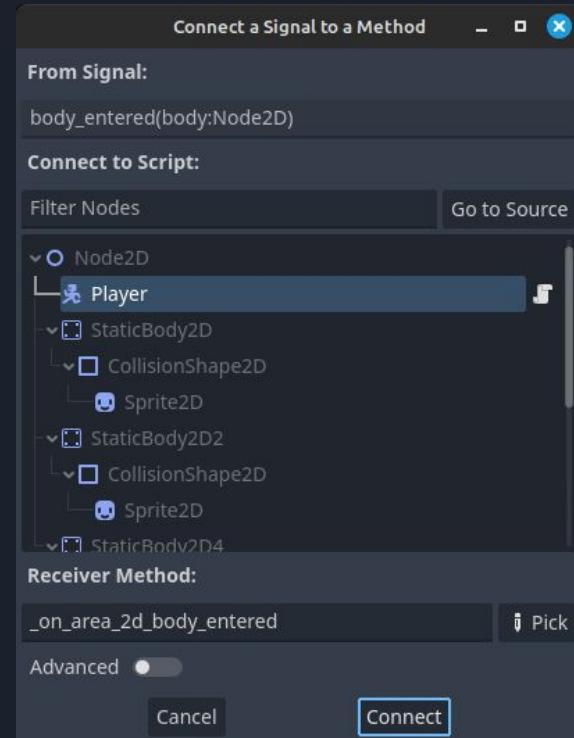 Connect a Signal to a Method
From Signal:
body_entered(body:Node2D)
Connect to Script:
Filter Nodes
Go to Source
Node2D
Player
StaticBody2D
CollisionShape2D
Sprite2D
StaticBody2D2
CollisionShape2D
Sprite2D
StaticBody2D4
Receiver Method:
_on_area_2d_body_entered
Pick
Advanced
Cancel
Connect